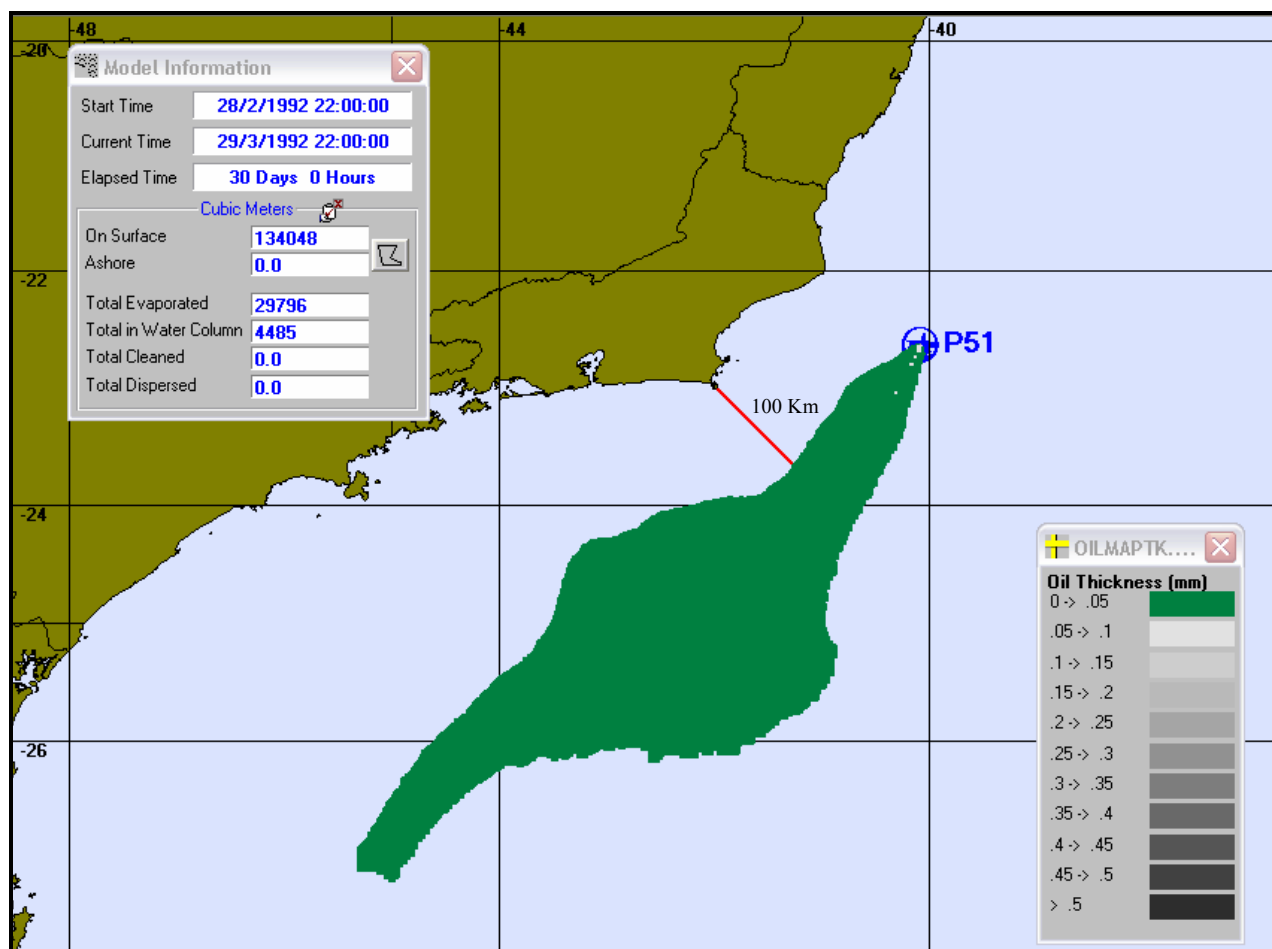 -48
-44
-40
-20
Model Information
Start Time 28/2/1992 22:00:00
Current Time 29/3/1992 22:00:00
Elapsed Time 30 Days 0 Hours
Cubic Meters
On Surface 134048
Ashore 0.0
Total Evaporated 29796
Total in Water Column 4485
Total Cleaned 0.0
Total Dispersed 0.0
-22
P51
100 Km
-24
-26
OILMAPTK....
Oil Thickness (mm)
0 -> .05
.05 -> .1
.1 -> .15
.15 -> .2
.2 -> .25
.25 -> .3
.3 -> .35
.35 -> .4
.4 -> .45
.45 -> .5
> .5